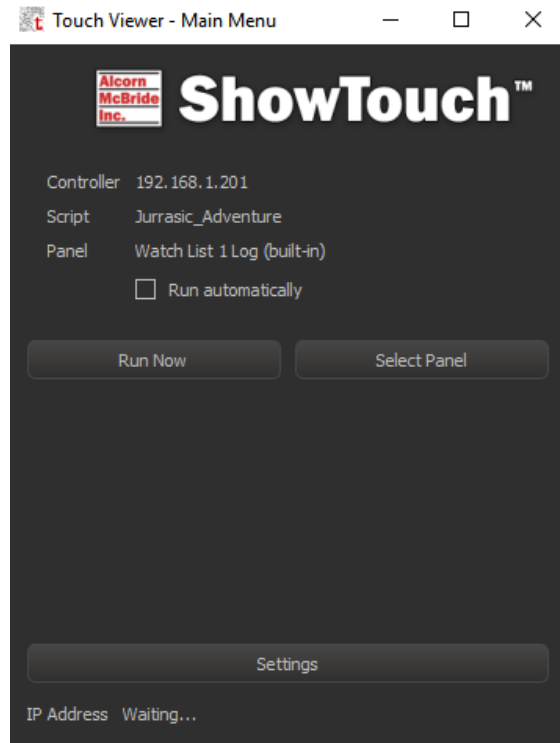 t Touch Viewer - Main Menu
Alcorn
McBride
Inc.
ShowTouch™
Controller 192.168.1.201
Script Jurrasic_Adventure
Panel Watch List 1 Log (built-in)
Run automatically
Run Now Select Panel
Settings
IP Address Waiting...